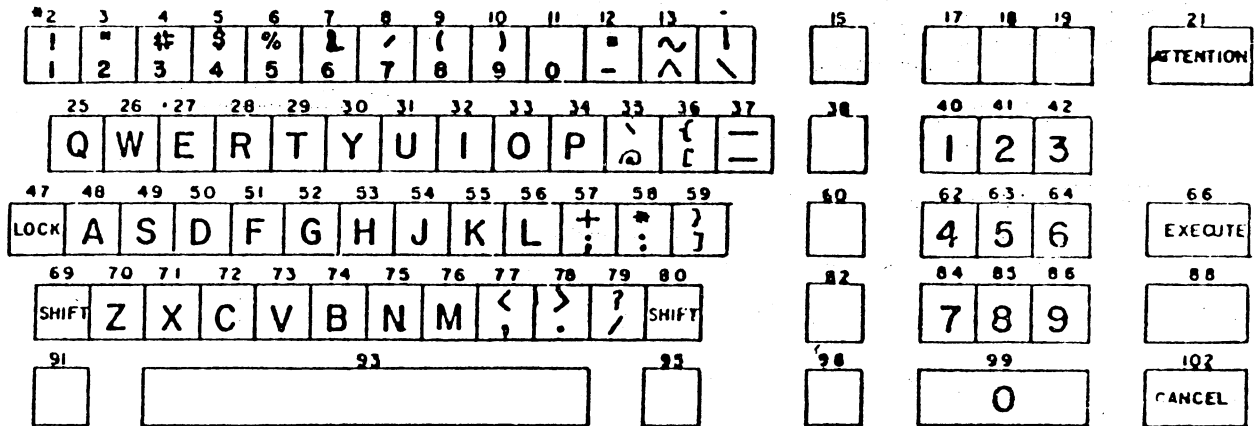 *2 3 4 5 6 7 8 9 10 11 12 13 15 17 18 19 21
! " # $ % & ' ( ) = ~ |
1 2 3 4 5 6 7 8 9 0 - ^ \ ATTENTION
25 26 27 28 29 30 31 32 33 34 35 36 37 38 40 41 42
Q W E R T Y U I O P ` @ { [ _ 1 2 3
47 48 49 50 51 52 53 54 55 56 57 58 59 60 62 63 64 66
LOCK A S D F G H J K L + ; * : } ] 4 5 6 EXECUTE
69 70 71 72 73 74 75 76 77 78 79 80 82 84 85 86 88
SHIFT Z X C V B N M < , > . ? / SHIFT 7 8 9
91 93 95 98 99 102
0 CANCEL